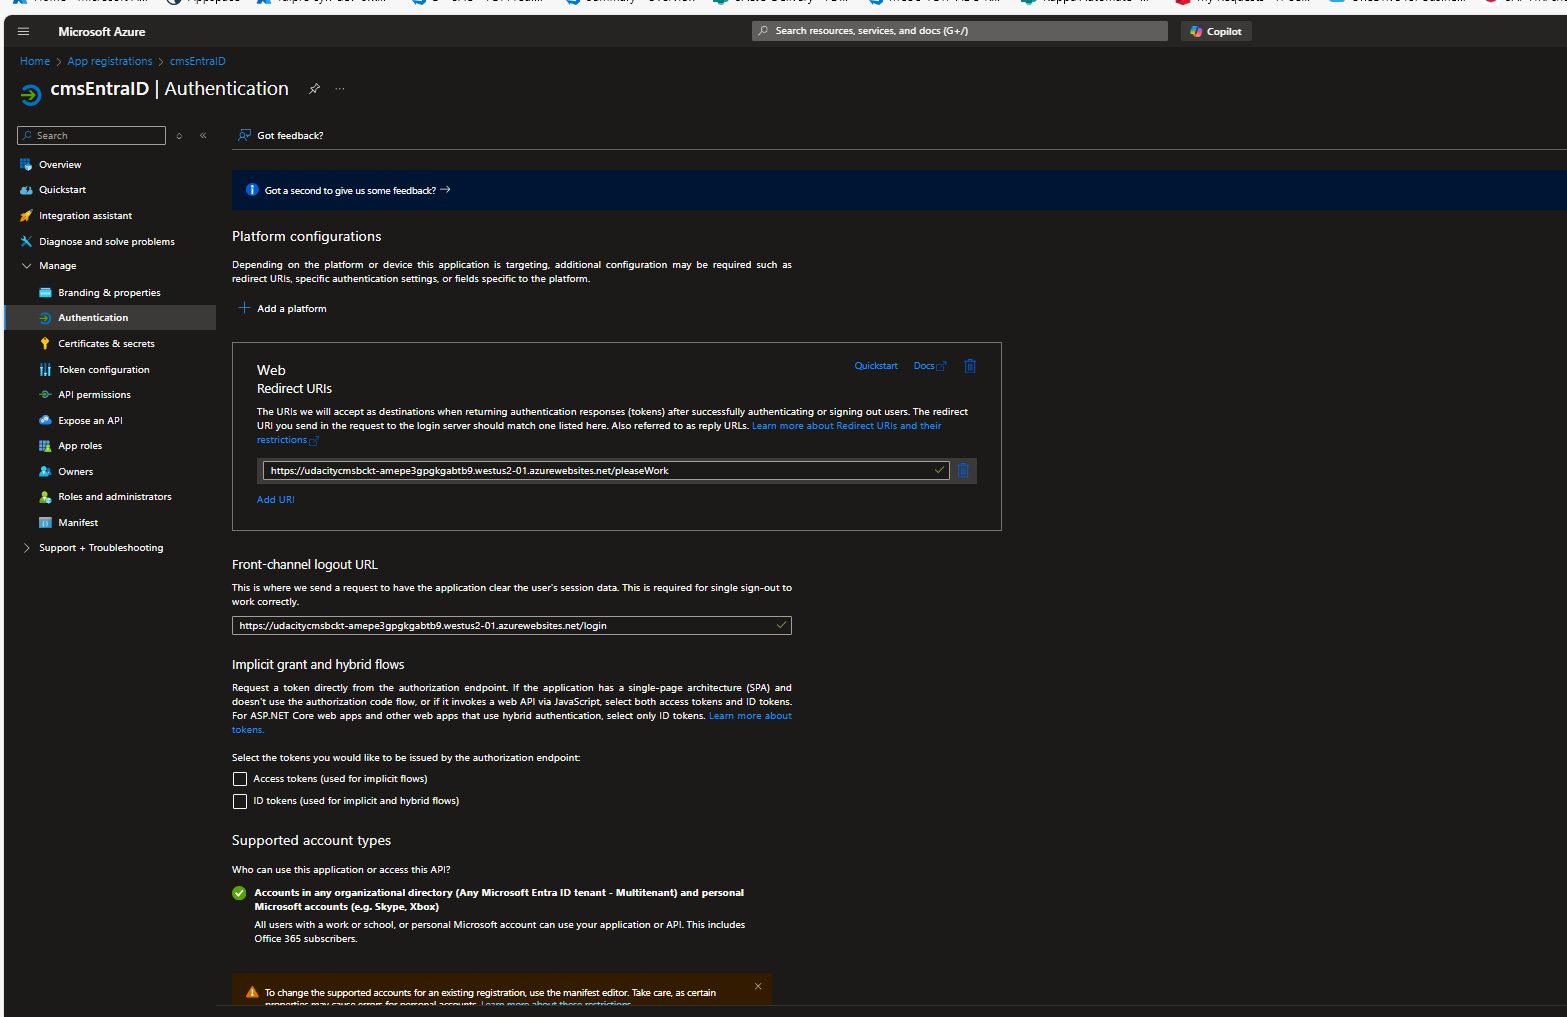 Microsoft Azure
Search resources, services, and docs (G+/)
Copilot
Home > App registrations > cmsEntraID
cmsEntraID | Authentication
Search
Got feedback?
Overview
Quickstart
Integration assistant
Diagnose and solve problems
Manage
Branding & properties
Authentication
Certificates & secrets
Token configuration
API permissions
Expose an API
App roles
Owners
Roles and administrators
Manifest
Support + Troubleshooting
Got a second to give us some feedback? →
Platform configurations
Depending on the platform or device this application is targeting, additional configuration may be required such as
redirect URIs, specific authentication settings, or fields specific to the platform.
Add a platform
Web
Quickstart
Docs
Redirect URIs
The URIs we will accept as destinations when returning authentication responses (tokens) after successfully authenticating or signing out users. The redirect
URI you send in the request to the login server should match one listed here. Also referred to as reply URLs. Learn more about Redirect URIs and their
restrictions
https://udacitycmsbckt-amepe3gpgkgabtb9.westus2-01.azurewebsites.net/pleaseWork
Add URI
Front-channel logout URL
This is where we send a request to have the application clear the user's session data. This is required for single sign-out to
work correctly.
https://udacitycmsbckt-amepe3gpgkgabtb9.westus2-01.azurewebsites.net/login
Implicit grant and hybrid flows
Request a token directly from the authorization endpoint. If the application has a single-page architecture (SPA) and
doesn't use the authorization code flow, or if it invokes a web API via JavaScript, select both access tokens and ID tokens.
For ASP.NET Core web apps and other web apps that use hybrid authentication, select only ID tokens. Learn more about
tokens.
Select the tokens you would like to be issued by the authorization endpoint:
Access tokens (used for implicit flows)
ID tokens (used for implicit and hybrid flows)
Supported account types
Who can use this application or access this API?
Accounts in any organizational directory (Any Microsoft Entra ID tenant - Multitenant) and personal
Microsoft accounts (e.g. Skype, Xbox)
All users with a work or school, or personal Microsoft account can use your application or API. This includes
Office 365 subscribers.
To change the supported accounts for an existing registration, use the manifest editor. Take care, as certain
properties may cause errors for personal accounts. Learn more about these restrictions.